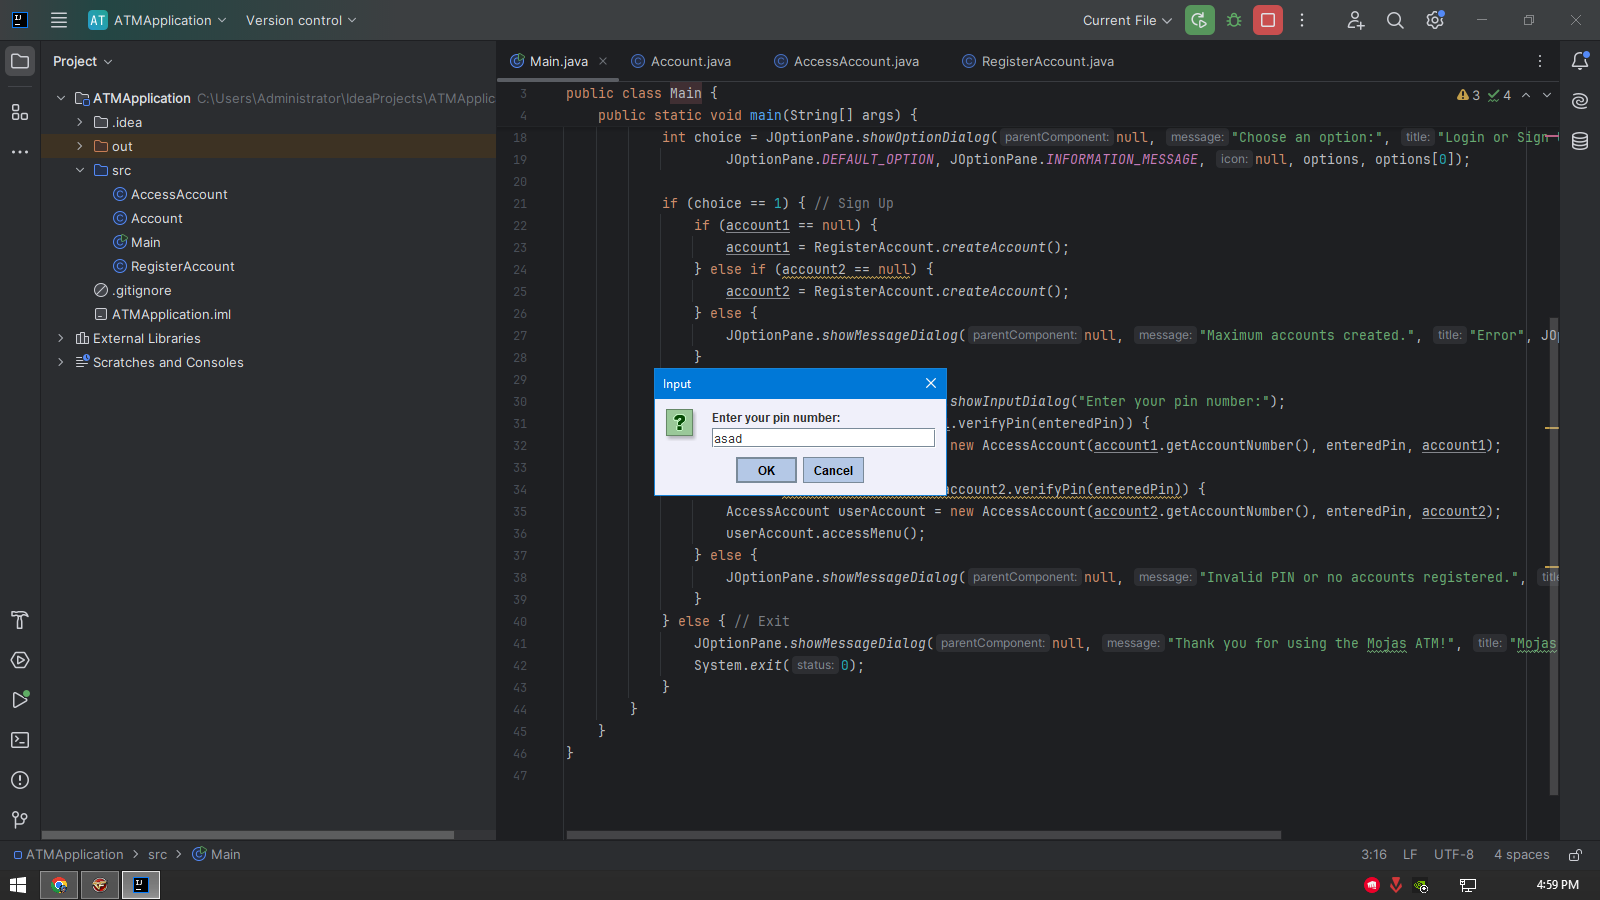 AT ATMApplication Version control Current File
Project
Main.java Account.java AccessAccount.java RegisterAccount.java
ATMApplication C:\Users\Administrator\IdeaProjects\ATMApplic
.idea
out
src
AccessAccount
Account
Main
RegisterAccount
.gitignore
ATMApplication.iml
External Libraries
Scratches and Consoles
3 4
3 public class Main {
4 public static void main(String[] args) {
18 int choice = JOptionPane.showOptionDialog( parentComponent: null, message: "Choose an option:", title: "Login or Sign
19 JOptionPane.DEFAULT_OPTION, JOptionPane.INFORMATION_MESSAGE, icon: null, options, options[0]);
20
21 if (choice == 1) { // Sign Up
22 if (account1 == null) {
23 account1 = RegisterAccount.createAccount();
24 } else if (account2 == null) {
25 account2 = RegisterAccount.createAccount();
26 } else {
27 JOptionPane.showMessageDialog( parentComponent: null, message: "Maximum accounts created.", title: "Error", JO
28 }
29
30 showInputDialog("Enter your pin number:");
31 .verifyPin(enteredPin)) {
32 new AccessAccount(account1.getAccountNumber(), enteredPin, account1);
33
34 account2.verifyPin(enteredPin)) {
35 AccessAccount userAccount = new AccessAccount(account2.getAccountNumber(), enteredPin, account2);
36 userAccount.accessMenu();
37 } else {
38 JOptionPane.showMessageDialog( parentComponent: null, message: "Invalid PIN or no accounts registered.", title
39 }
40 } else { // Exit
41 JOptionPane.showMessageDialog( parentComponent: null, message: "Thank you for using the Mojas ATM!", title: "Mojas
42 System.exit( status: 0);
43 }
44 }
45 }
46 }
47
Input
Enter your pin number:
asad
OK Cancel
ATMApplication > src > Main 3:16 LF UTF-8 4 spaces
4:59 PM